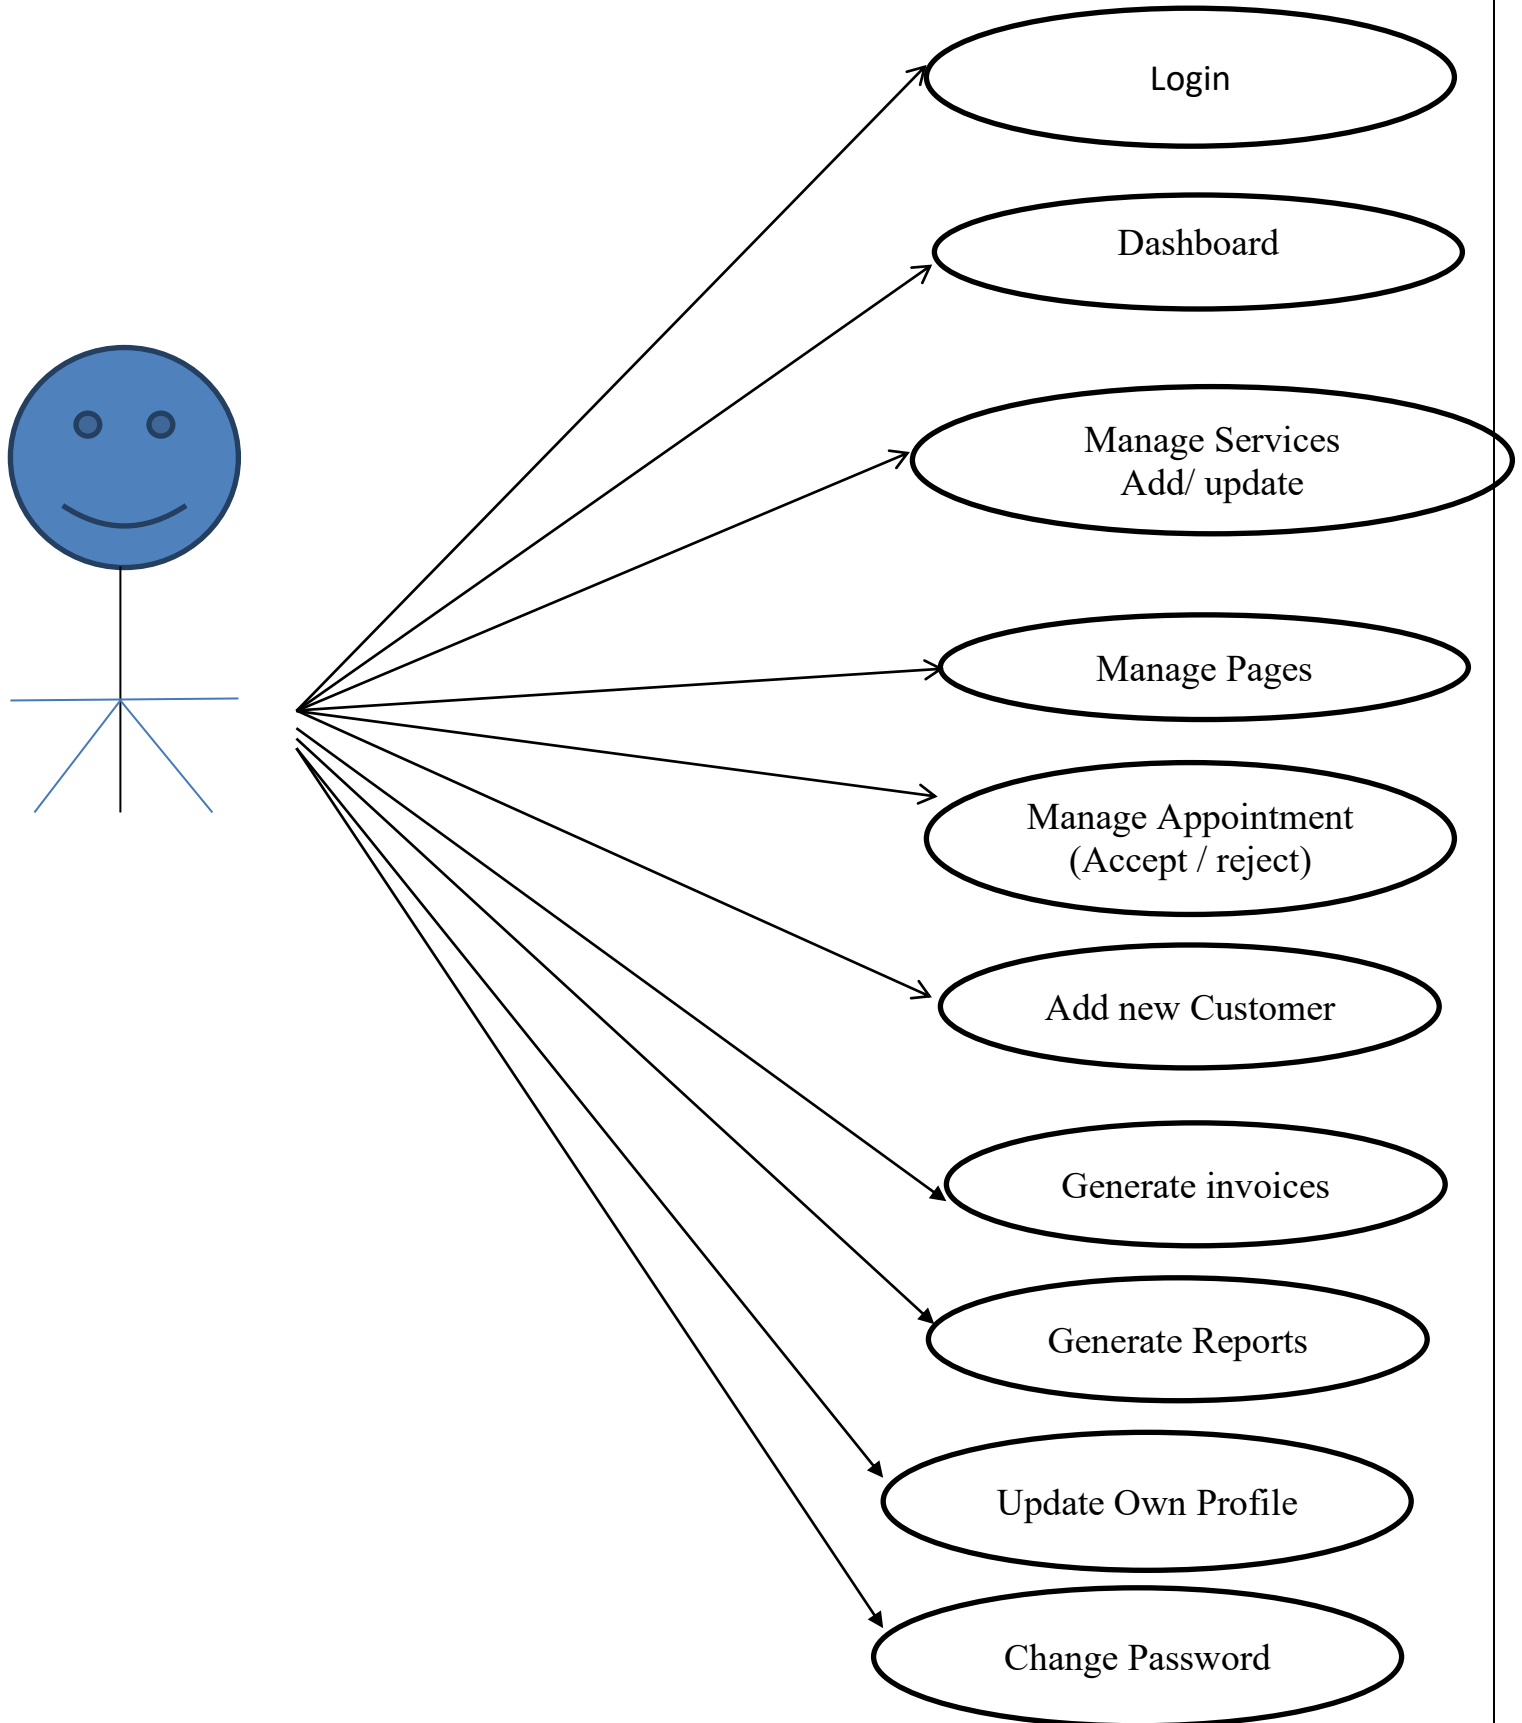 Login
Dashboard
Manage Services
Add/ update
Manage Pages
Manage Appointment
(Accept / reject)
Add new Customer
Generate invoices
Generate Reports
Update Own Profile
Change Password